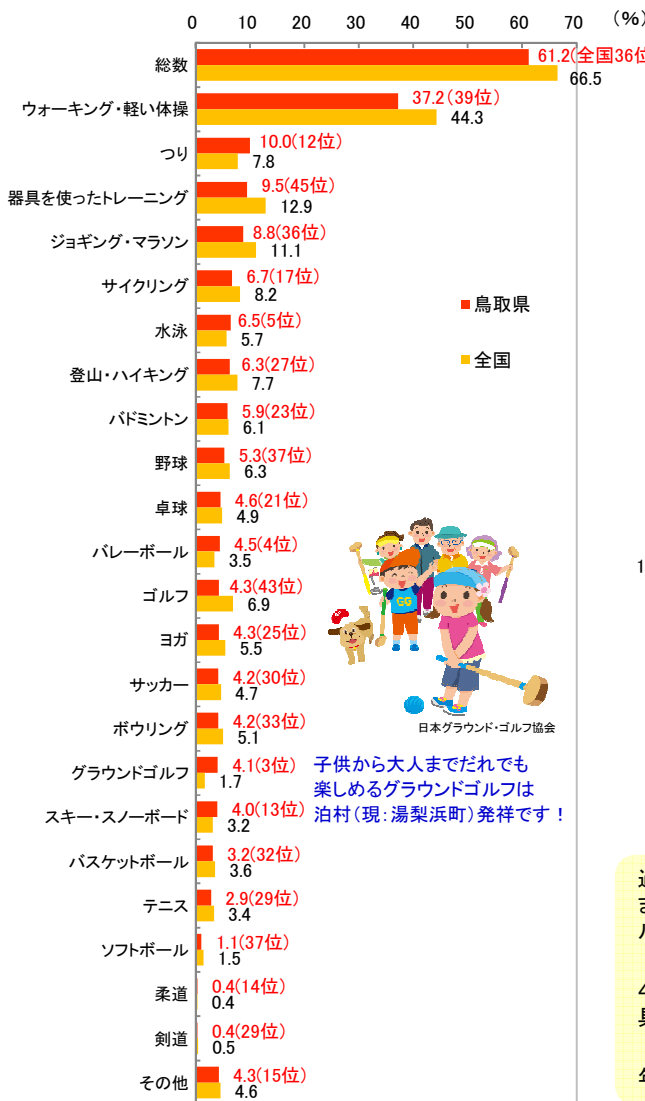 0 10 20 30 40 50 60 70 (%)
総数 61.2(全国36位
66.5
ウォーキング・軽い体操 37.2(39位)
44.3
つり 10.0(12位)
7.8
器具を使ったトレーニング 9.5(45位)
12.9
ジョギング・マラソン 8.8(36位)
11.1
サイクリング 6.7(17位)
8.2
水泳 6.5(5位)
5.7
登山・ハイキング 6.3(27位)
7.7
バドミントン 5.9(23位)
6.1
野球 5.3(37位)
6.3
卓球 4.6(21位)
4.9
バレーボール 4.5(4位)
3.5
ゴルフ 4.3(43位)
6.9
ヨガ 4.3(25位)
5.5
サッカー 4.2(30位)
4.7
ボウリング 4.2(33位)
5.1
グラウンドゴルフ 4.1(3位)
1.7
スキー・スノーボード 4.0(13位)
3.2
バスケットボール 3.2(32位)
3.6
テニス 2.9(29位)
3.4
ソフトボール 1.1(37位)
1.5
柔道 0.4(14位)
0.4
剣道 0.4(29位)
0.5
その他 4.3(15位)
4.6
鳥取県
全国
GG
日本グラウンド・ゴルフ協会
子供から大人までだれでも
楽しめるグラウンドゴルフは
泊村(現:湯梨浜町)発祥です!
1